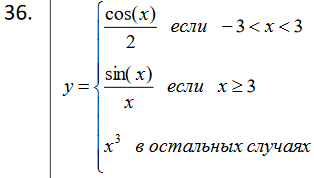 36.
cos(x)
2 если −3 < x < 3
y = sin( x)
x если x ≥ 3
x³ в остальных случаях